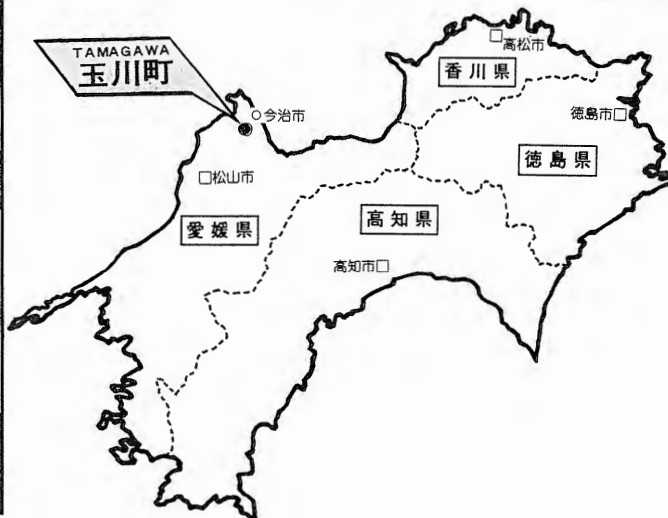 TAMAGAWA
玉川町
今治市
松山市
愛媛県
高松市
香川県
徳島市
徳島県
高知県
高知市